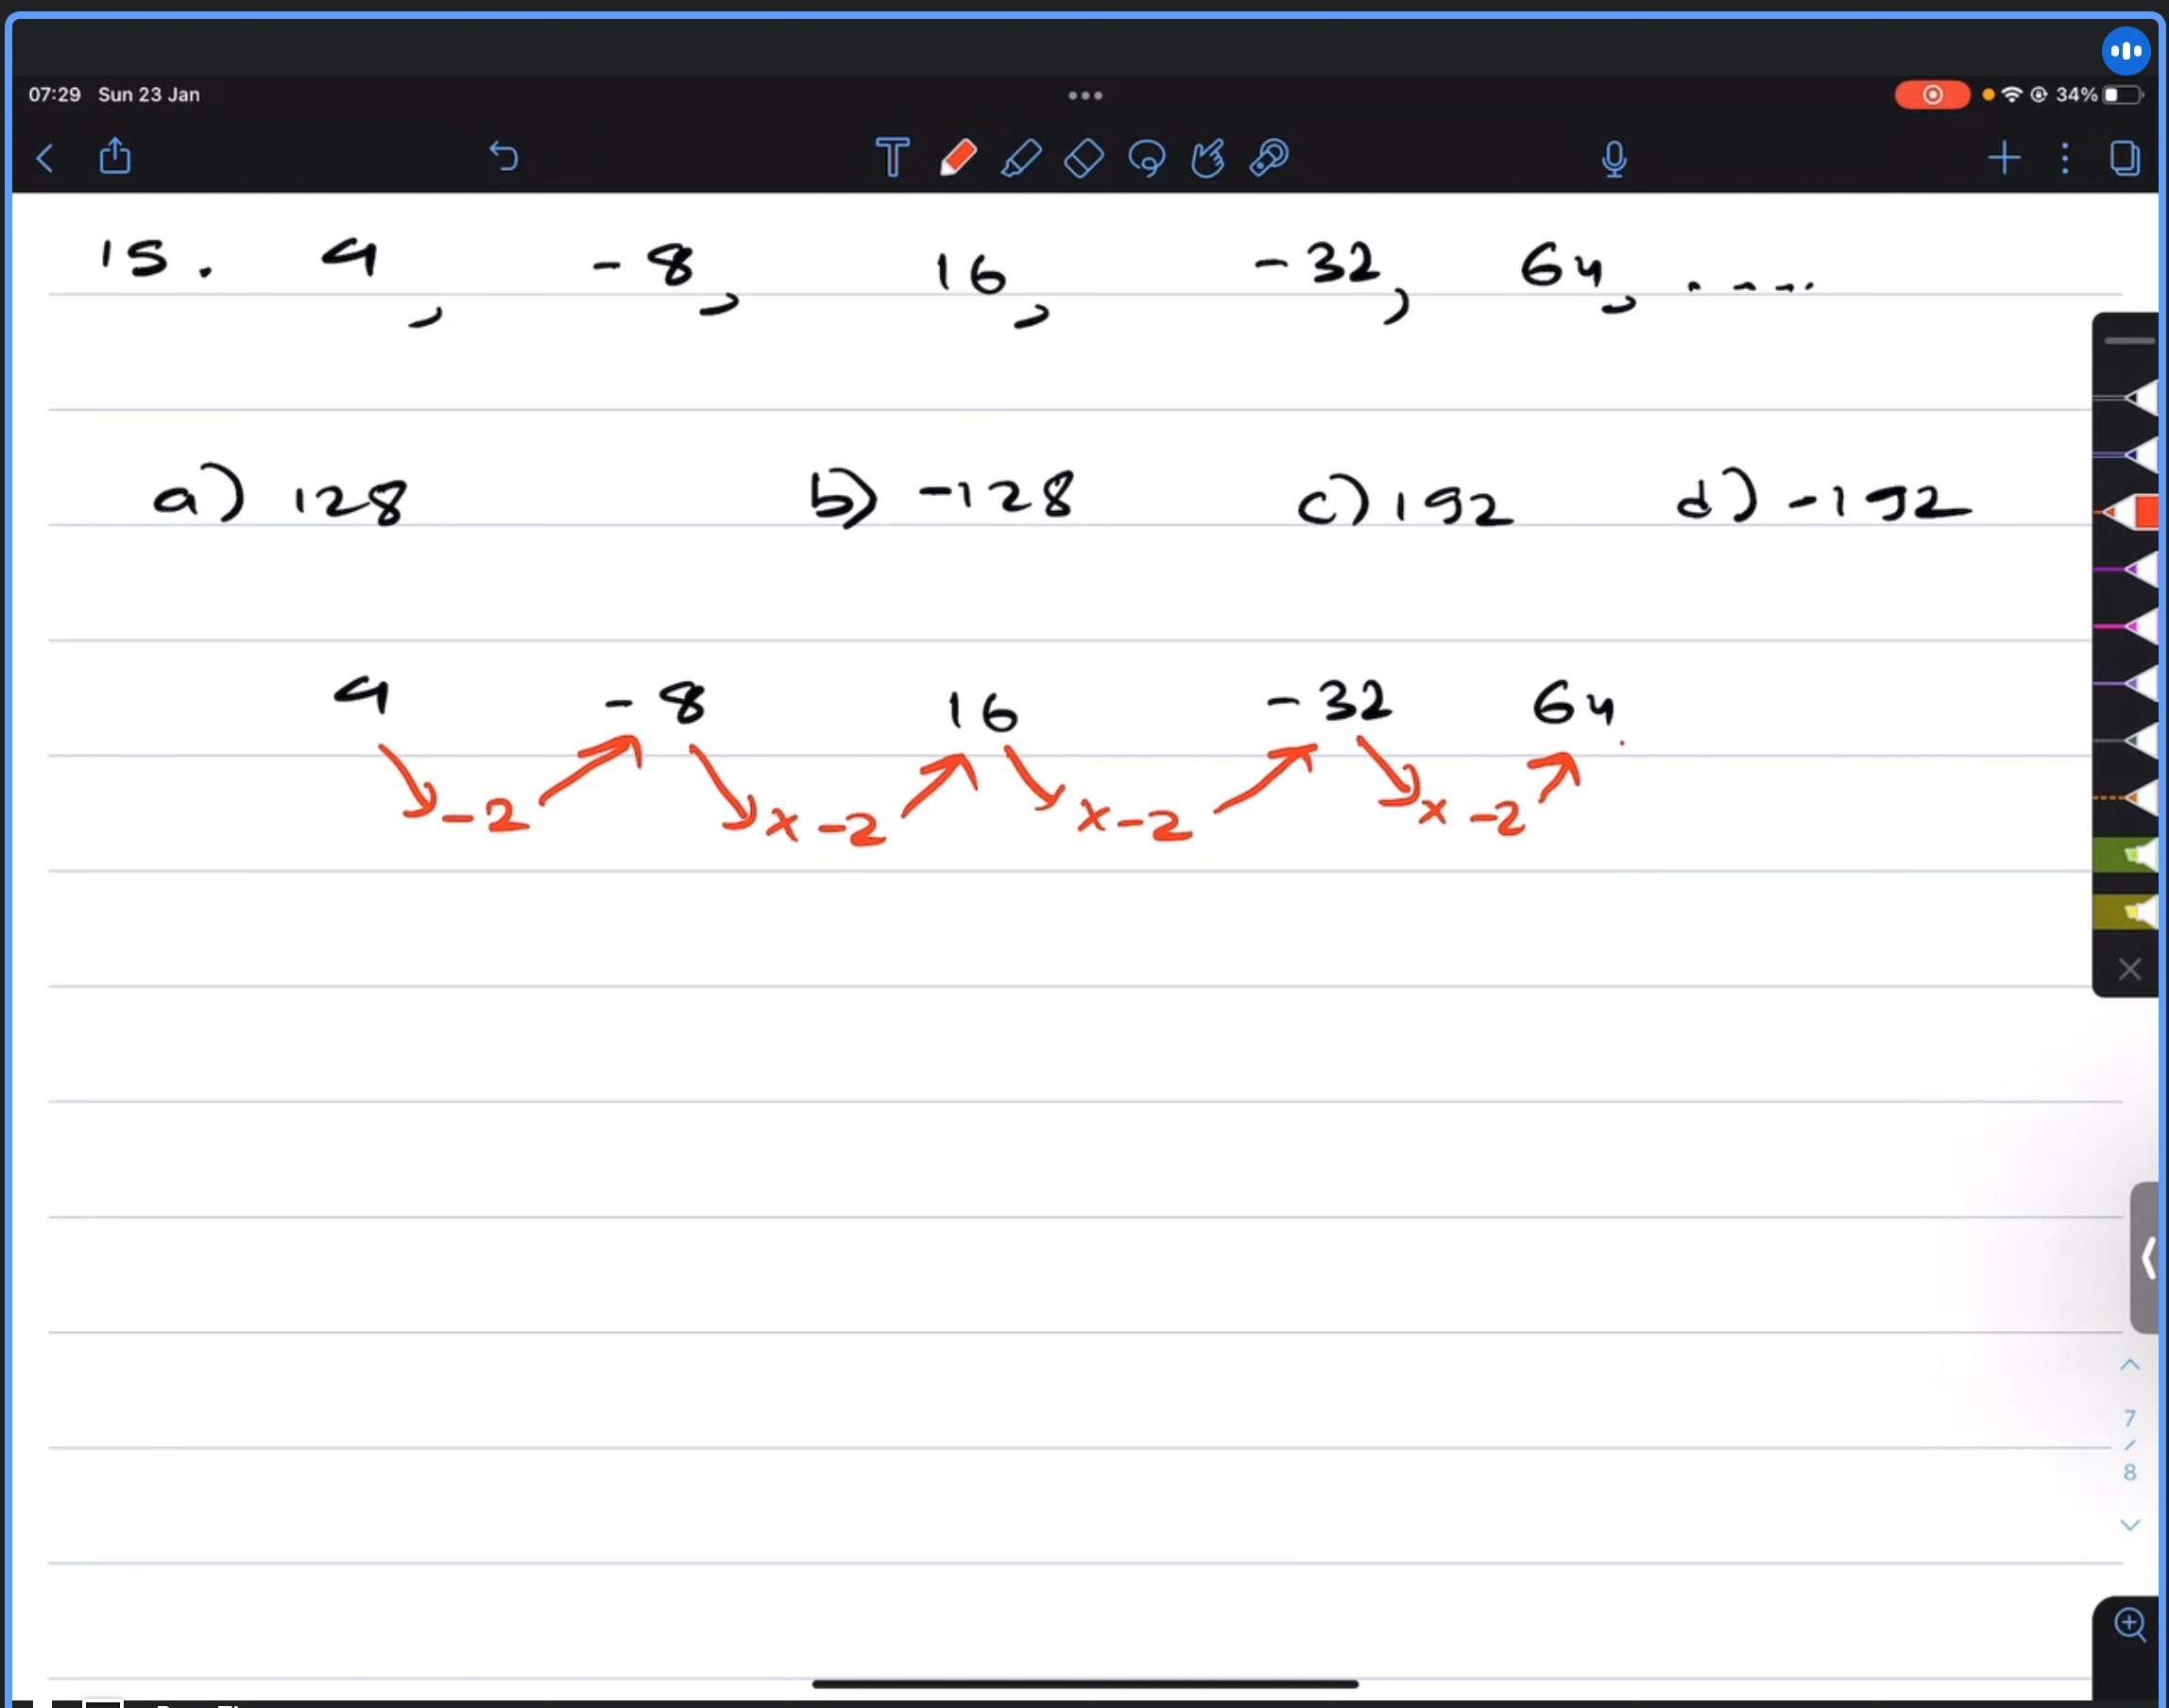 07:29 Sun 23 Jan
34%
15. 4, -8, 16, -32, 64, .....
a) 128 b) -128 c) 192 d) -192
4 -8 16 -32 64
-2 x -2 x -2 x -2
7
/
8